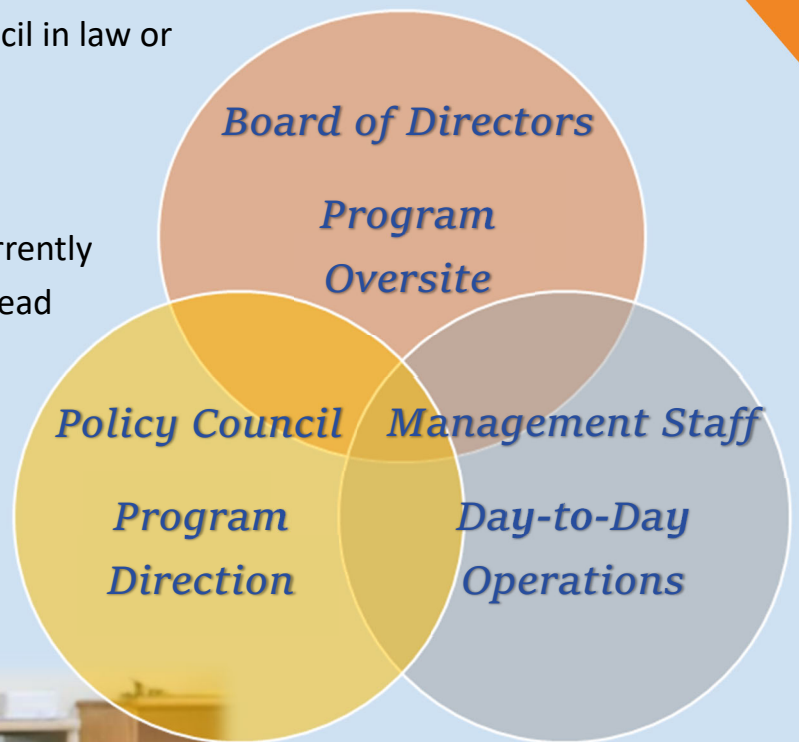 cil in law or
Board of Directors
Program
Oversite
rrently
ead
Policy Council
Management Staff
Program
Direction
Day-to-Day
Operations